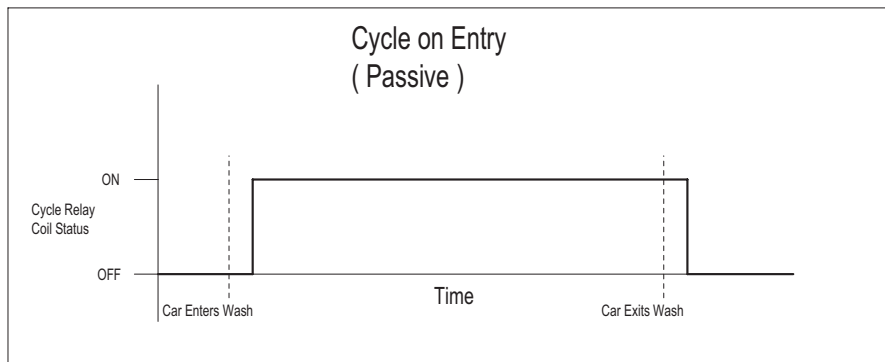 Cycle on Entry
( Passive )
ON
Cycle Relay
Coil Status
OFF
Time
Car Enters Wash
Car Exits Wash